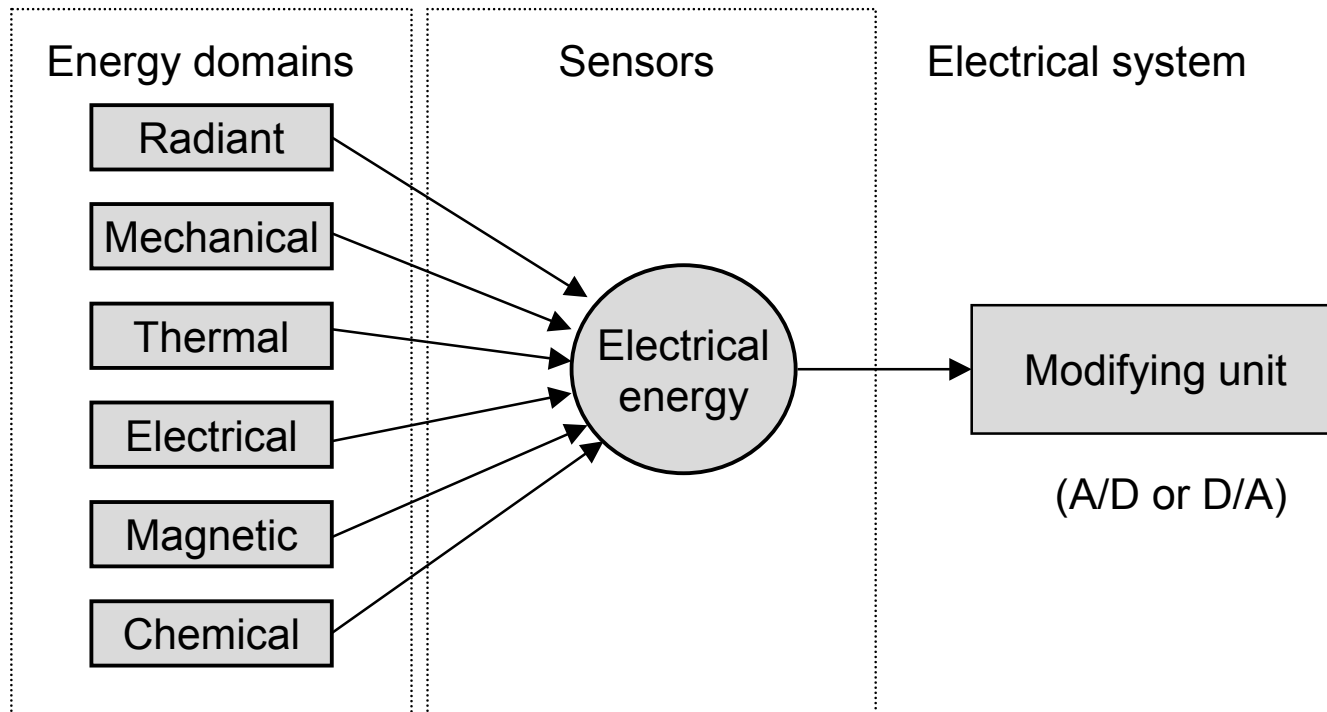 Energy domains
Sensors
Electrical system
Radiant
Mechanical
Thermal
Electrical
Magnetic
Chemical
Electrical
energy
Modifying unit
(A/D or D/A)